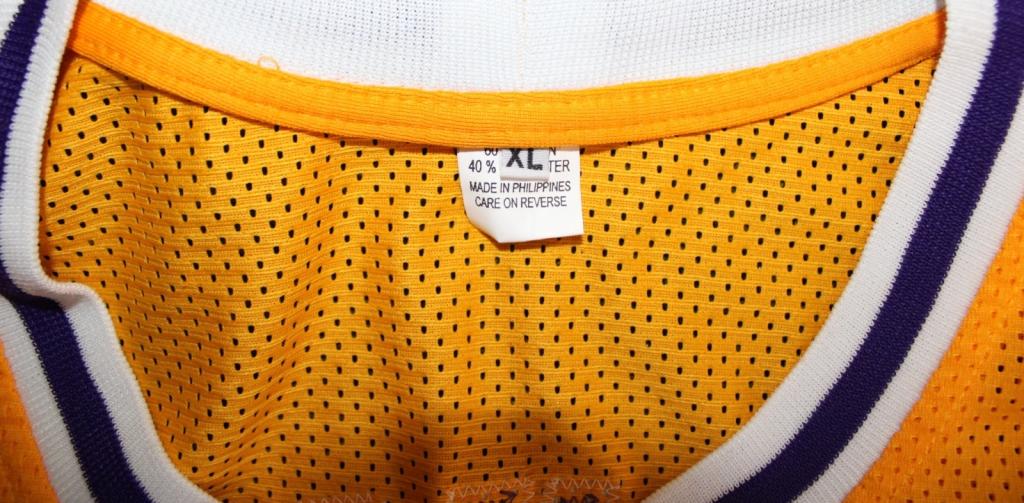 XL
40 % TER
MADE IN PHILIPPINES
CARE ON REVERSE